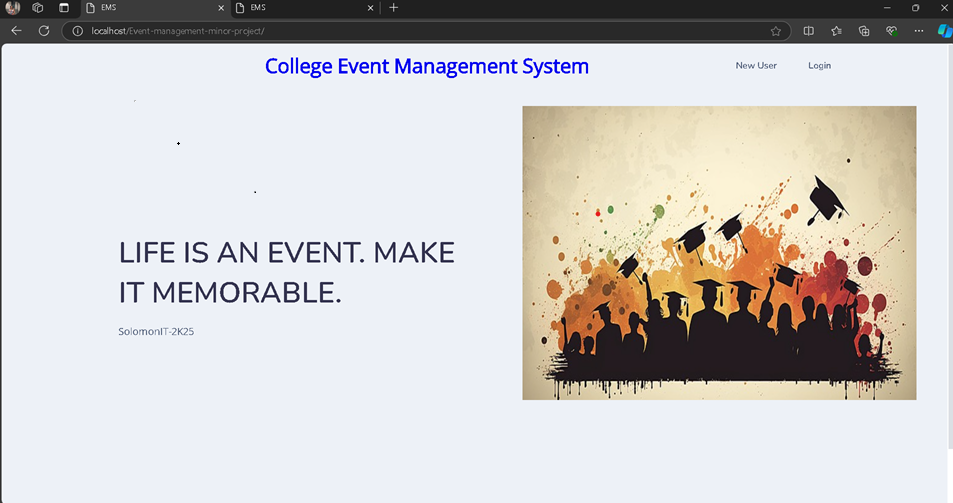 EMS
EMS
localhost/Event-management-minor-project/
College Event Management System
New User
Login
LIFE IS AN EVENT. MAKE
IT MEMORABLE.
SolomonIT-2K25